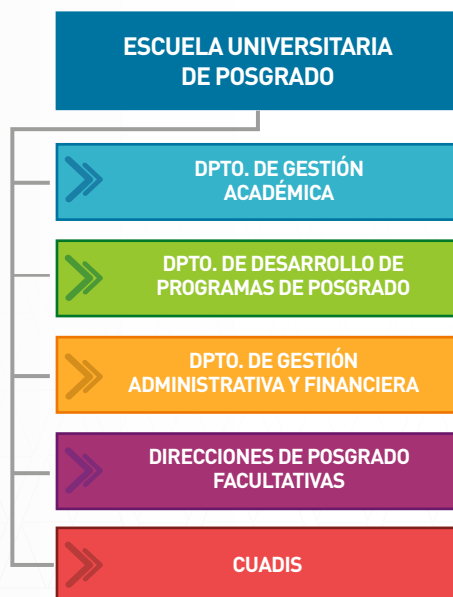 ESCUELA UNIVERSITARIA
DE POSGRADO
DPTO. DE GESTIÓN
ACADÉMICA
DPTO. DE DESARROLLO DE
PROGRAMAS DE POSGRADO
DPTO. DE GESTIÓN
ADMINISTRATIVA Y FINANCIERA
DIRECCIONES DE POSGRADO
FACULTATIVAS
CUADIS